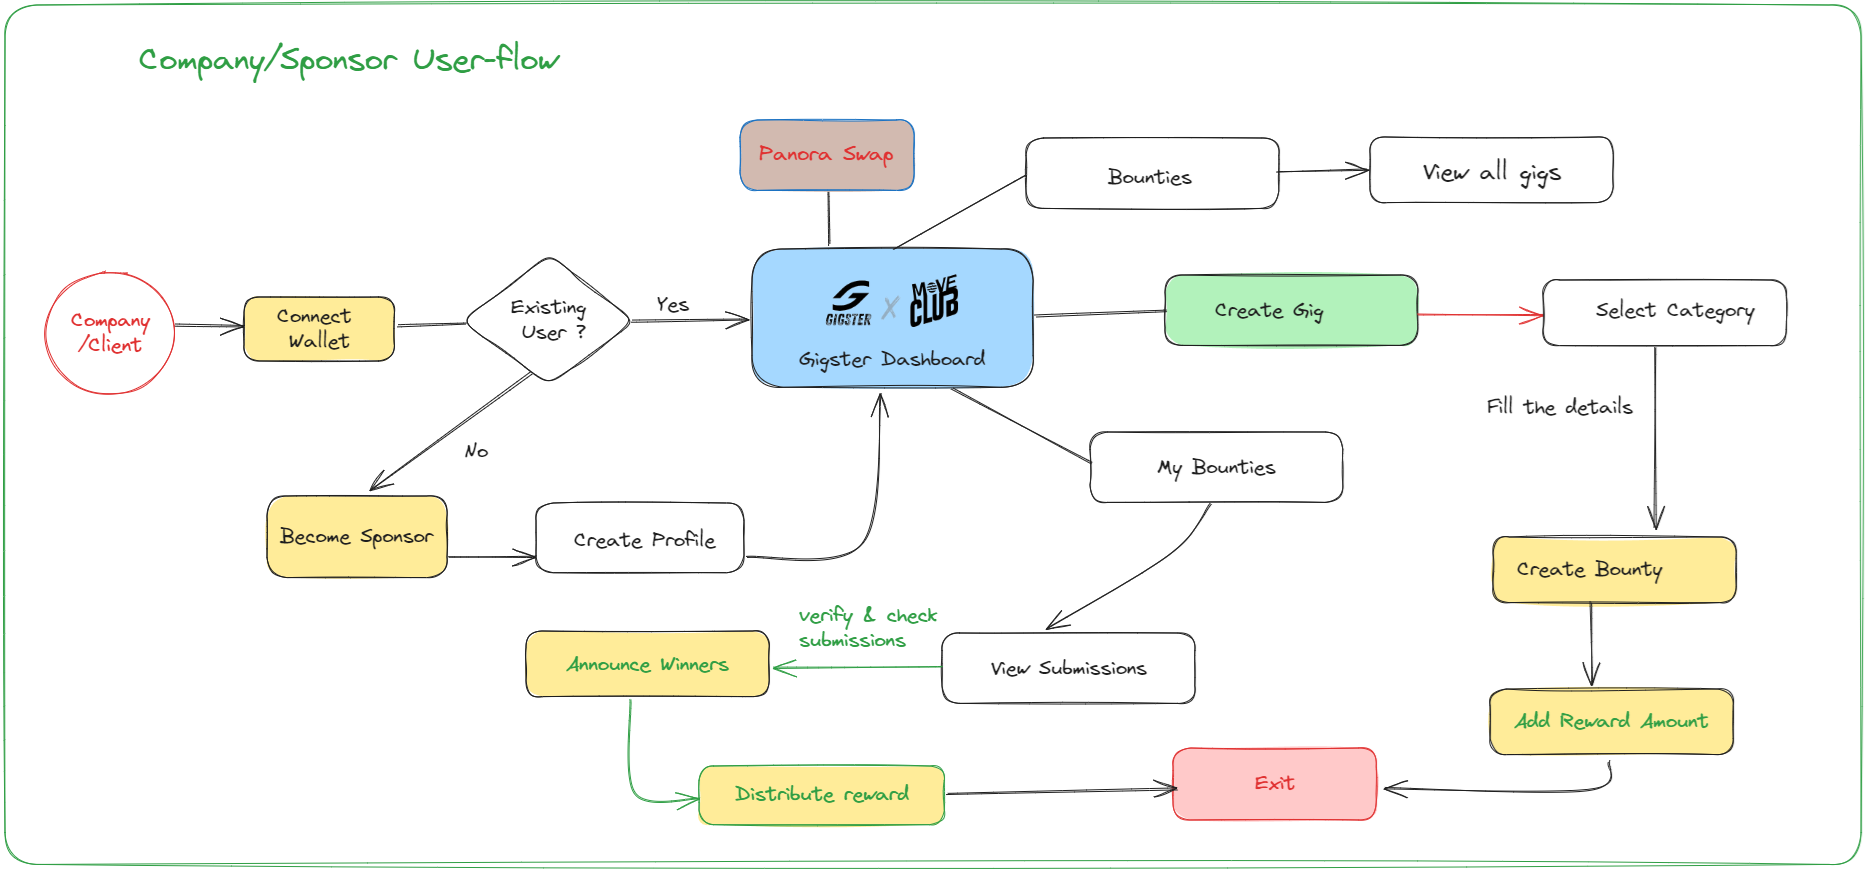 Company/Sponsor User-flow
Panora Swap
Bounties
View all gigs
Company
/Client
Connect
Wallet
Existing
User ?
Yes
GIGSTER
X
MOVE
CLUB
Gigster Dashboard
Create Gig
Select Category
Fill the details
No
My Bounties
Become Sponsor
Create Profile
Create Bounty
verify & check
submissions
Announce Winners
View Submissions
Add Reward Amount
Distribute reward
Exit